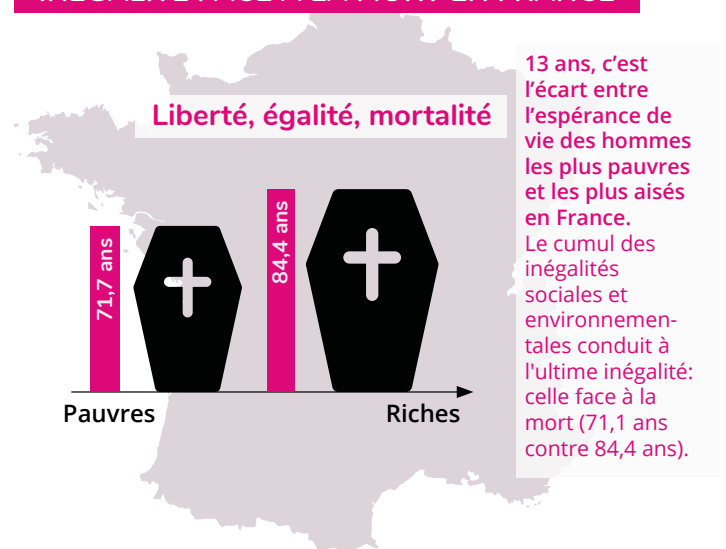 Liberté, égalité, mortalité
71,7 ans
84,4 ans
Pauvres
Riches
13 ans, c’est
l’écart entre
l’espérance de
vie des hommes
les plus pauvres
et les plus aisés
en France.
Le cumul des
inégalités
sociales et
environnemen-
tales conduit à
l'ultime inégalité:
celle face à la
mort (71,1 ans
contre 84,4 ans).